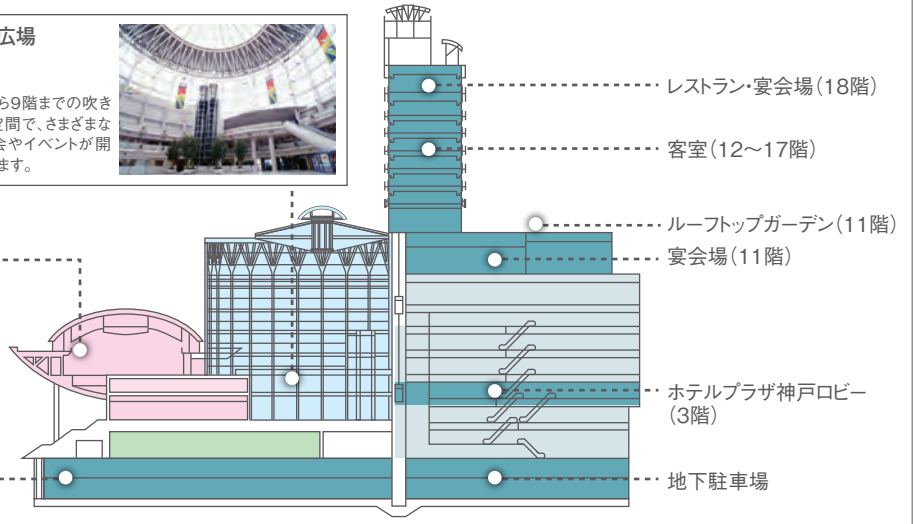 広場
ら9階までの吹き
空間で、さまざまな
会やイベントが開
ます。
レストラン・宴会場（18階）
客室（12〜17階）
ルーフトップガーデン（11階）
宴会場（11階）
ホテルプラザ神戸ロビー
（3階）
地下駐車場